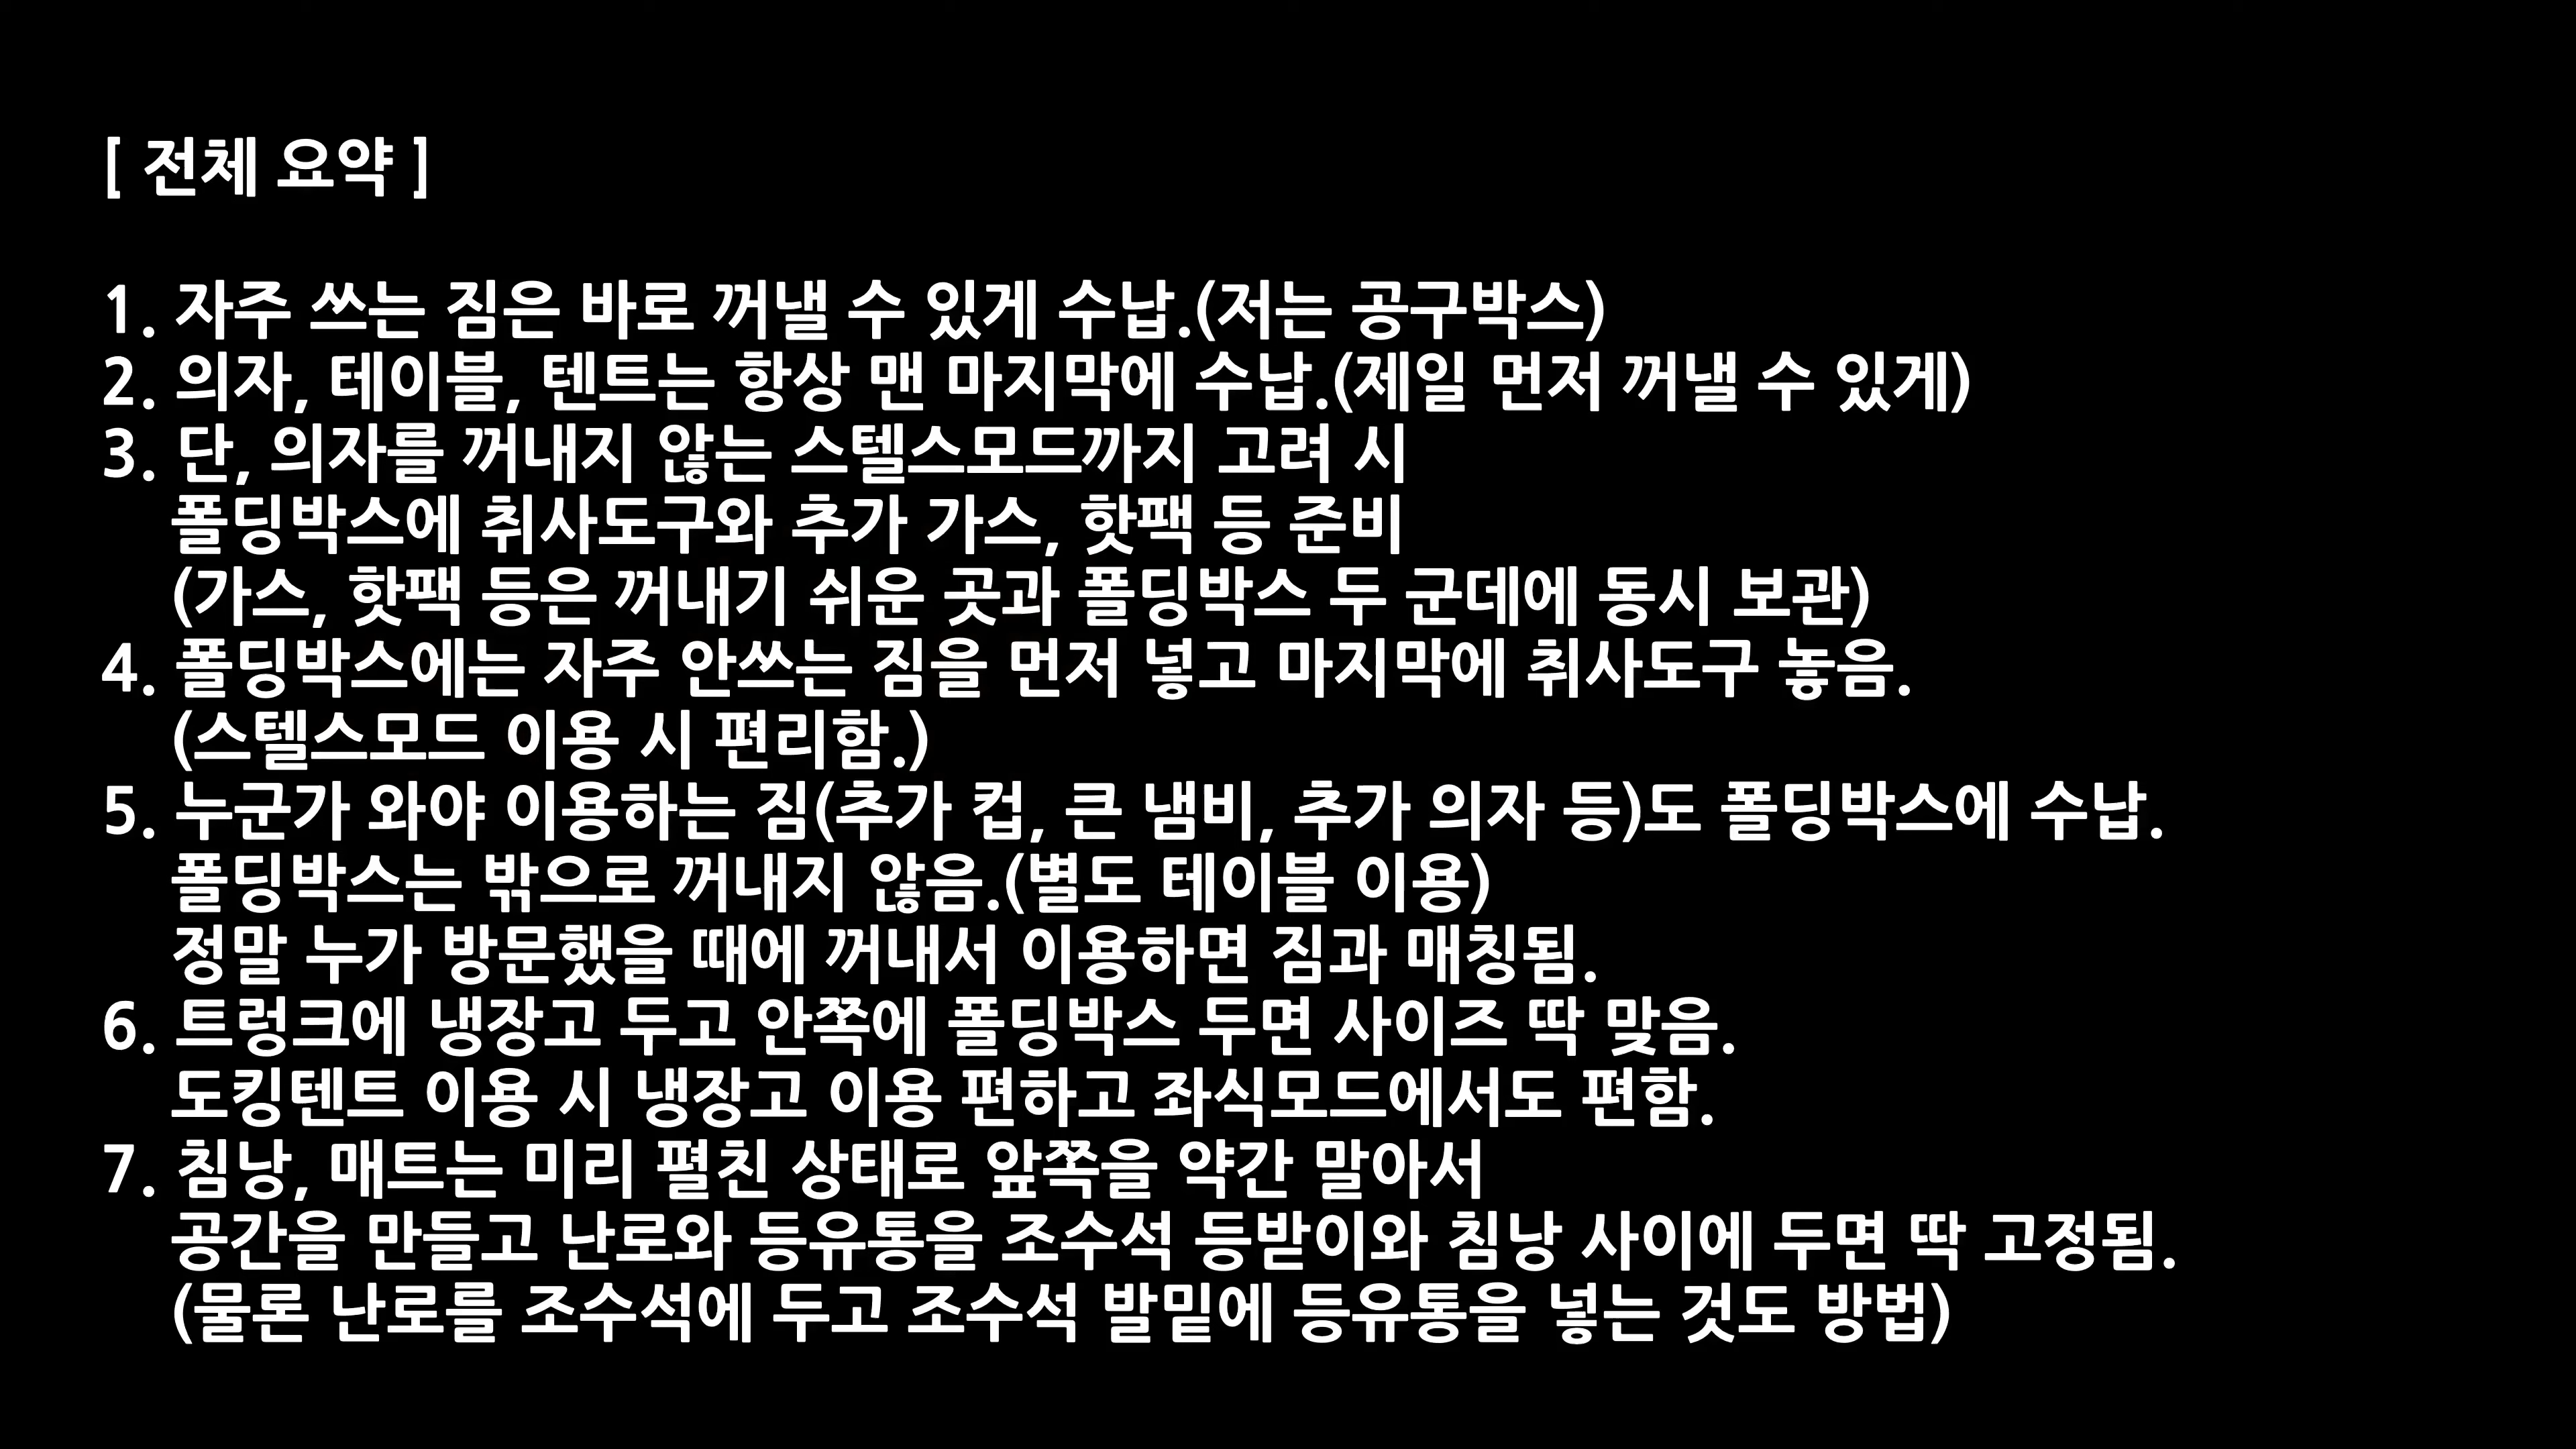 [ 전체 요약 ]
1. 자주 쓰는 짐은 바로 꺼낼 수 있게 수납.(저는 공구박스)
2. 의자, 테이블, 텐트는 항상 맨 마지막에 수납.(제일 먼저 꺼낼 수 있게)
3. 단, 의자를 꺼내지 않는 스텔스모드까지 고려 시
폴딩박스에 취사도구와 추가 가스, 핫팩 등 준비
(가스, 핫팩 등은 꺼내기 쉬운 곳과 폴딩박스 두 군데에 동시 보관)
4. 폴딩박스에는 자주 안쓰는 짐을 먼저 넣고 마지막에 취사도구 놓음.
(스텔스모드 이용 시 편리함.)
5. 누군가 와야 이용하는 짐(추가 컵, 큰 냄비, 추가 의자 등)도 폴딩박스에 수납.
폴딩박스는 밖으로 꺼내지 않음.(별도 테이블 이용)
정말 누가 방문했을 때에 꺼내서 이용하면 짐과 매칭됨.
6. 트렁크에 냉장고 두고 안쪽에 폴딩박스 두면 사이즈 딱 맞음.
도킹텐트 이용 시 냉장고 이용 편하고 좌식모드에서도 편함.
7. 침낭, 매트는 미리 펼친 상태로 앞쪽을 약간 말아서
공간을 만들고 난로와 등유통을 조수석 등받이와 침낭 사이에 두면 딱 고정됨.
(물론 난로를 조수석에 두고 조수석 발밑에 등유통을 넣는 것도 방법)